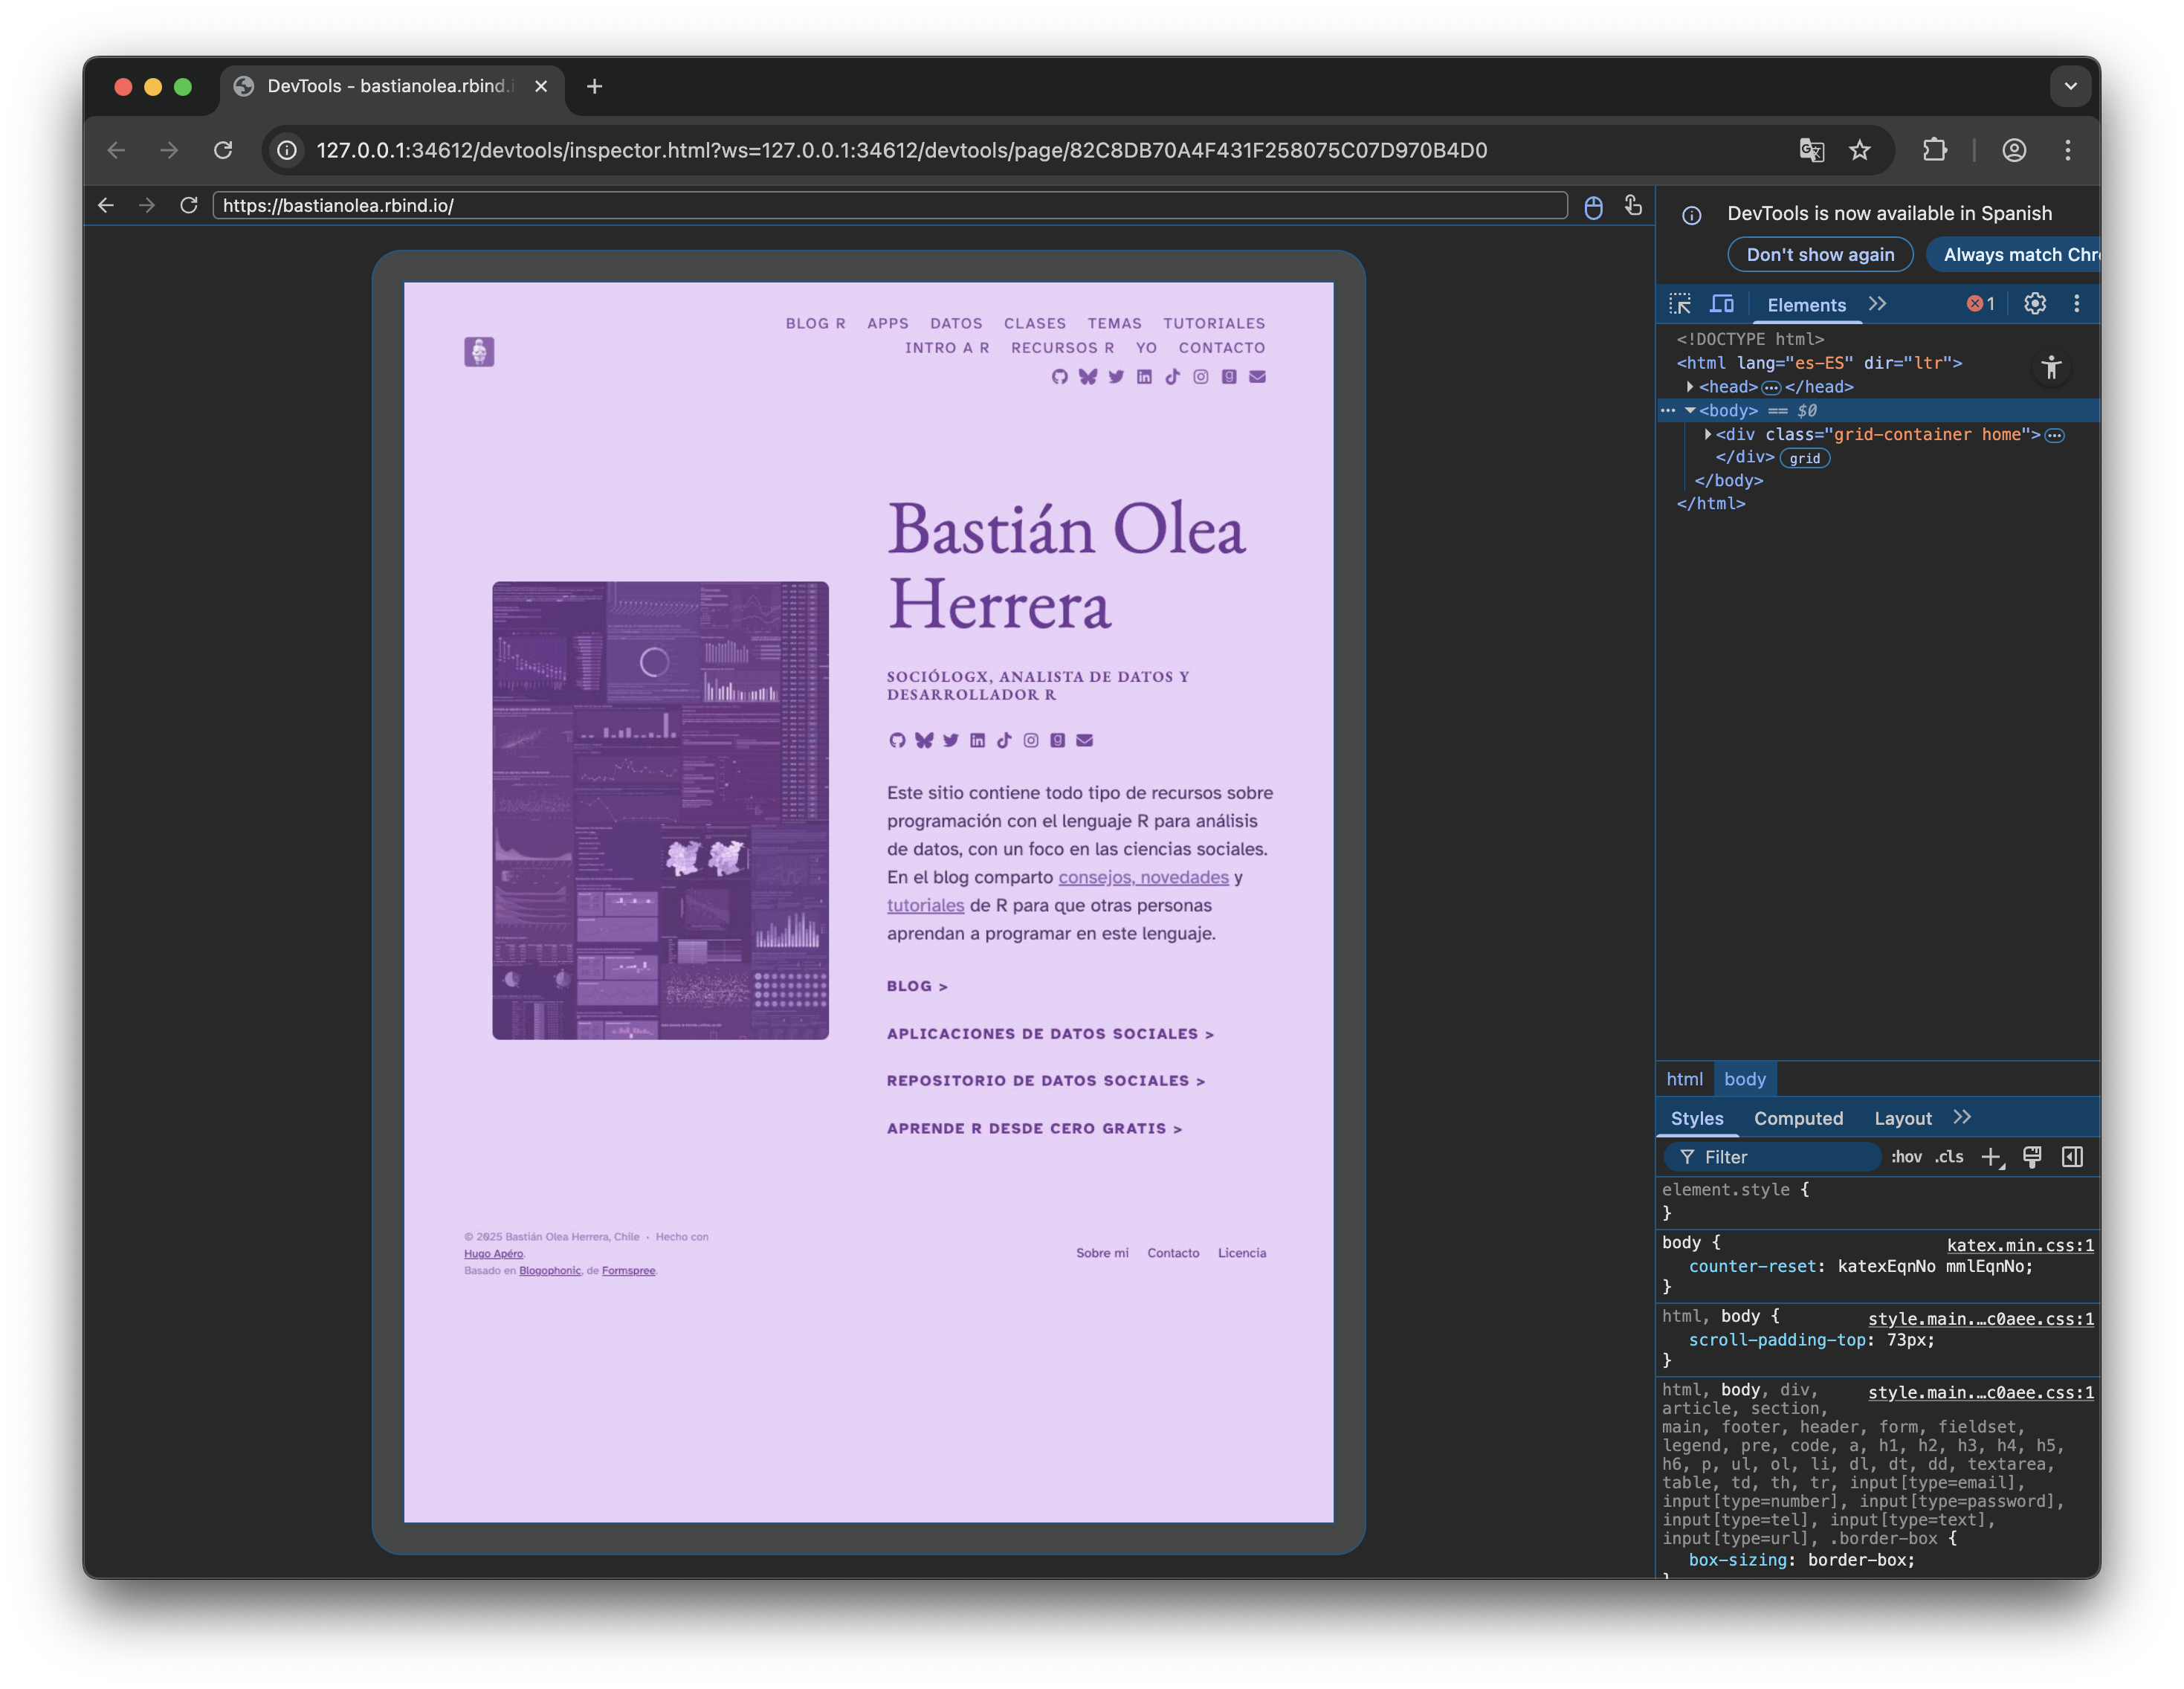 DevTools - bastianolea.rbind.i
127.0.0.1:34612/devtools/inspector.html?ws=127.0.0.1:34612/devtools/page/82C8DB70A4F431F258075C07D970B4D0
https://bastianolea.rbind.io/
BLOG R APPS DATOS CLASES TEMAS TUTORIALES
INTRO A R RECURSOS R YO CONTACTO
Bastián Olea
Herrera
SOCIÓLOGX, ANALISTA DE DATOS Y
DESARROLLADOR R
Este sitio contiene todo tipo de recursos sobre
programación con el lenguaje R para análisis
de datos, con un foco en las ciencias sociales.
En el blog comparto consejos, novedades y
tutoriales de R para que otras personas
aprendan a programar en este lenguaje.
BLOG >
APLICACIONES DE DATOS SOCIALES >
REPOSITORIO DE DATOS SOCIALES >
APRENDE R DESDE CERO GRATIS >
© 2025 Bastián Olea Herrera, Chile · Hecho con
Hugo Apéro.
Basado en Blogophonic, de Formspree.
Sobre mi Contacto Licencia
DevTools is now available in Spanish
Don't show again Always match Chr
Elements 1
<!DOCTYPE html>
<html lang="es-ES" dir="ltr">
<head> ⋯ </head>
⋯ <body> == $0
<div class="grid-container home"> ⋯
</div> grid
</body>
</html>
html body
Styles Computed Layout
Filter :hov .cls
element.style {
}
body { katex.min.css:1
counter-reset: katexEqnNo mmlEqnNo;
}
html, body { style.main.…c0aee.css:1
scroll-padding-top: 73px;
}
html, body, div, style.main.…c0aee.css:1
article, section,
main, footer, header, form, fieldset,
legend, pre, code, a, h1, h2, h3, h4, h5,
h6, p, ul, ol, li, dl, dt, dd, textarea,
table, td, th, tr, input[type=email],
input[type=number], input[type=password],
input[type=tel], input[type=text],
input[type=url], .border-box {
box-sizing: border-box;